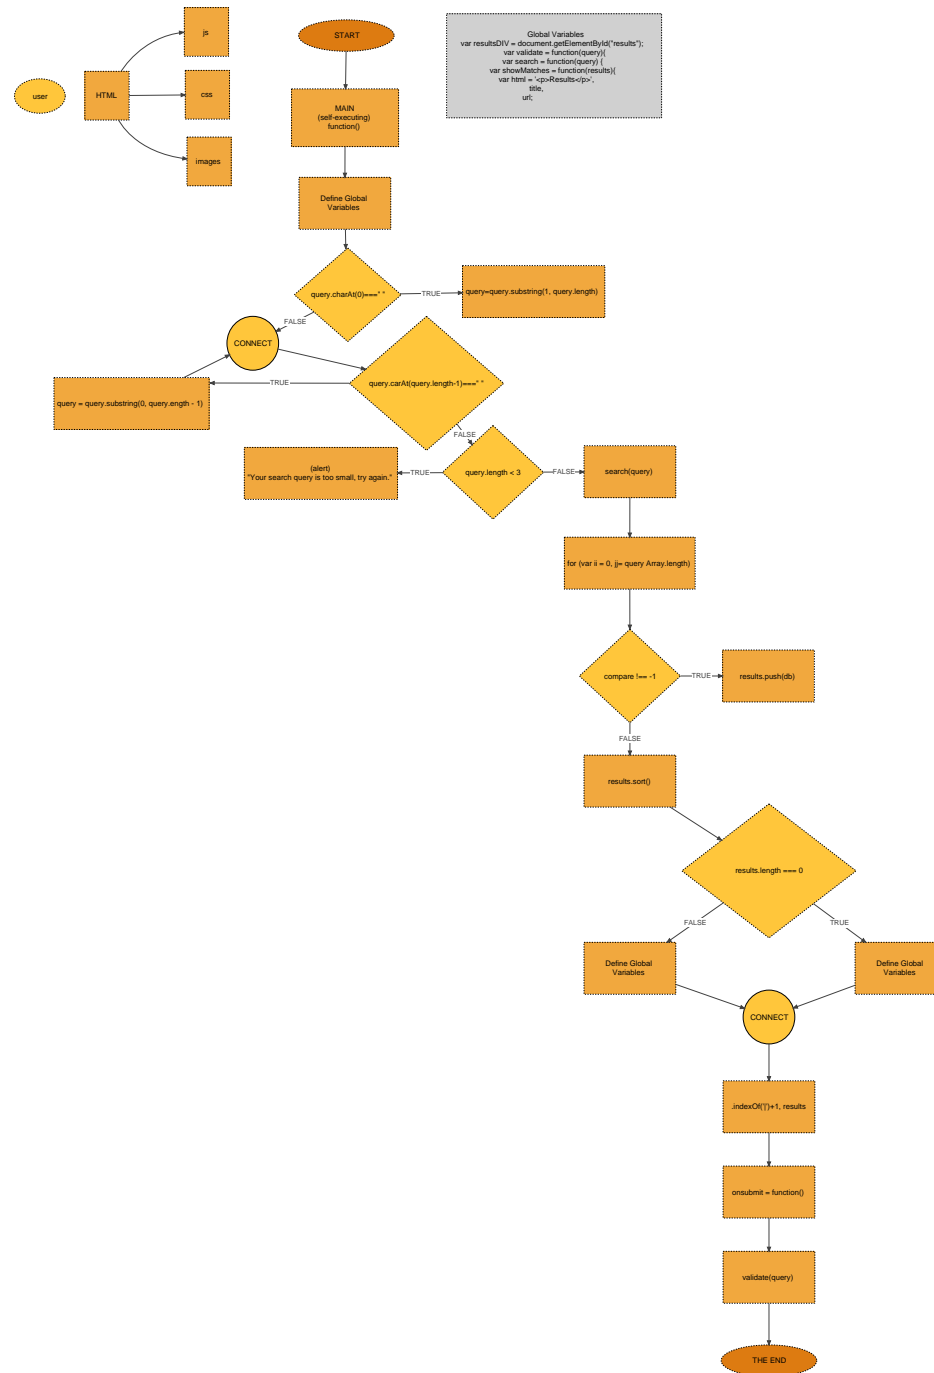 js
START
Global Variables
var resultsDIV = document.getElementById("results");
var validate = function(query){
var search = function(query) {
var showMatches = function(results){
var html = '<p>Results</p>',
title,
url;
user
HTML
css
MAIN
(self-executing)
function()
images
Define Global
Variables
query.charAt(0)===" "
TRUE
query=query.substring(1, query.length)
FALSE
CONNECT
query.carAt(query.length-1)===" "
TRUE
query = query.substring(0, query.ength - 1)
FALSE
(alert)
"Your search query is too small, try again."
TRUE
query.length < 3
FALSE
search(query)
for (var ii = 0, jj= query Array.length)
compare !== -1
TRUE
results.push(db)
FALSE
results.sort()
results.length === 0
FALSE
TRUE
Define Global
Variables
Define Global
Variables
CONNECT
.indexOf('|')+1, results
onsubmit = function()
validate(query)
THE END